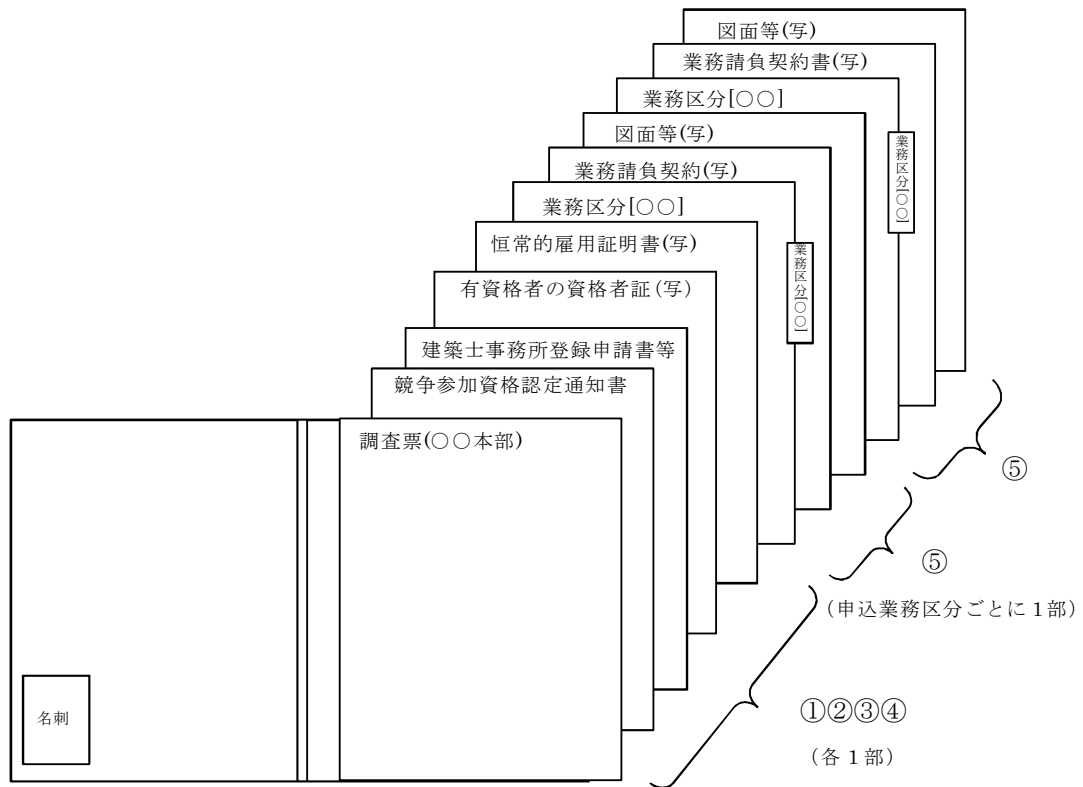 図面等(写)
業務請負契約書(写)
業務区分[○○]
図面等(写)
業務請負契約(写)
業務区分[○○]
恒常的雇用証明書(写)
有資格者の資格者証(写)
建築士事務所登録申請書等
競争参加資格認定通知書
調査票(○○本部)
業務区分[○○]
業務区分[○○]
⑤
⑤
(申込業務区分ごとに1部)
①②③④
(各1部)
名刺